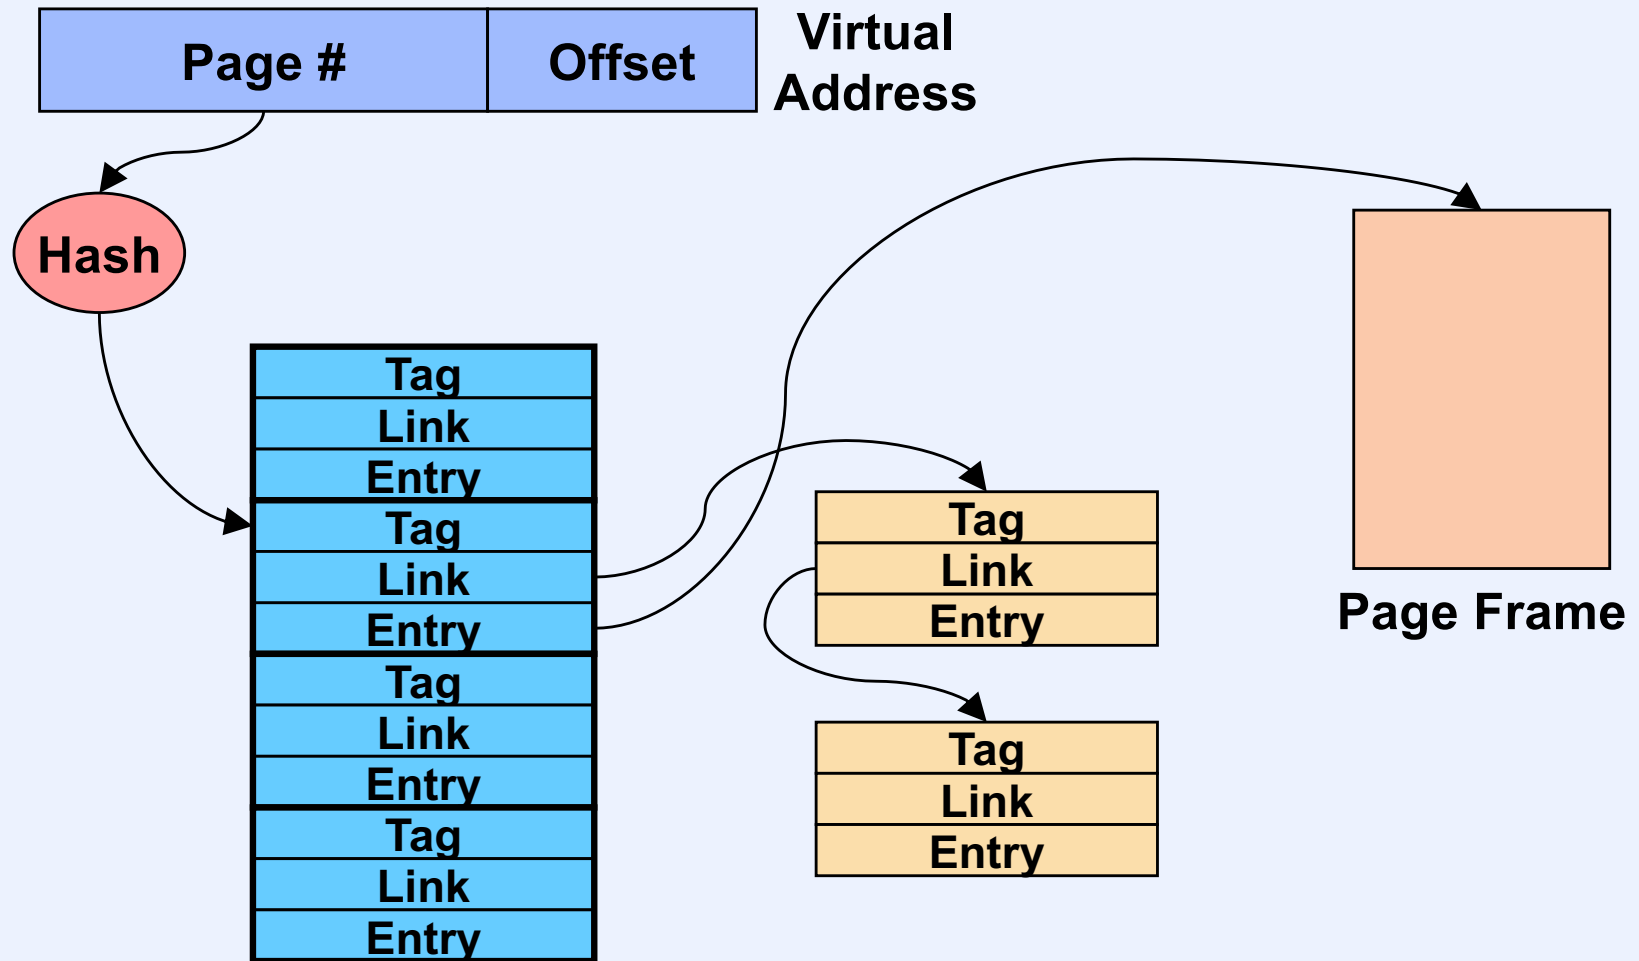 Page #
Offset
Virtual
Address
Hash
Tag
Link
Entry
Tag
Link
Entry
Tag
Link
Entry
Tag
Link
Entry
Tag
Link
Entry
Tag
Link
Entry
Page Frame